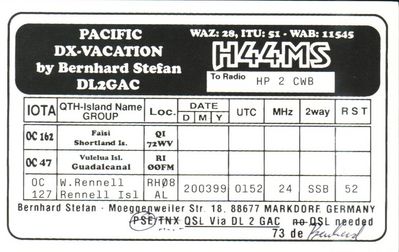 PACIFIC
DX-VACATION
by Bernhard Stefan
DL2GAC
WAZ: 28, ITU: 51 - WAB: 11545
H44MS
To Radio HP 2 CWB
IOTA QTH-Island Name GROUP Loc. DATE D M Y UTC MHz 2way RST
OC 162 Faisi Shortland Is. QI 72WV
OC 47 Vulelua Isl. Guadalcanal RI 00FM
OC 127 W.Rennell Rennell Isl RH08 AL 200399 0152 24 SSB 52
Bernhard Stefan - Moeggenweiler Str. 18, 88677 MARKDORF, GERMANY
PSE/TNX QSL Via DL 2 GAC no DSL needed
73 de Bernhard